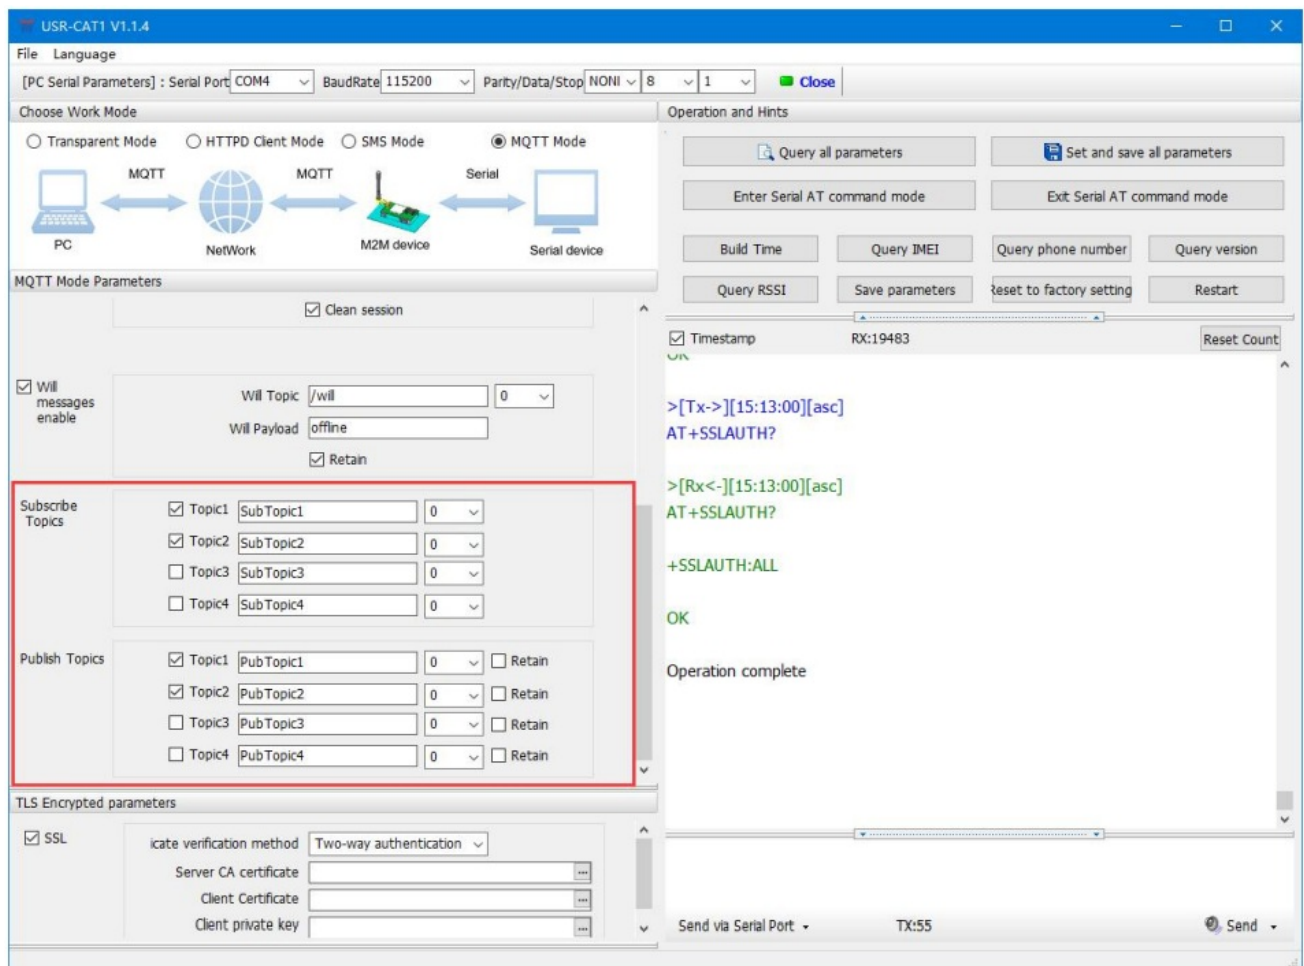 USR-CAT1 V1.1.4
File Language
[PC Serial Parameters] : Serial Port COM4 BaudRate 115200 Parity/Data/Stop NONI 8 1 Close
Choose Work Mode
Transparent Mode HTTPD Client Mode SMS Mode MQTT Mode
MQTT MQTT Serial
PC NetWork M2M device Serial device
MQTT Mode Parameters
Clean session
Will messages enable
Will Topic /will 0
Will Payload offline
Retain
Subscribe Topics
Topic1 SubTopic1 0
Topic2 SubTopic2 0
Topic3 SubTopic3 0
Topic4 SubTopic4 0
Publish Topics
Topic1 PubTopic1 0 Retain
Topic2 PubTopic2 0 Retain
Topic3 PubTopic3 0 Retain
Topic4 PubTopic4 0 Retain
TLS Encrypted parameters
SSL
icate verification method Two-way authentication
Server CA certificate ...
Client Certificate ...
Client private key ...
Operation and Hints
Query all parameters Set and save all parameters
Enter Serial AT command mode Exit Serial AT command mode
Build Time Query IMEI Query phone number Query version
Query RSSI Save parameters Reset to factory setting Restart
Timestamp RX:19483 Reset Count
OK
>[Tx->][15:13:00][asc]
AT+SSLAUTH?
>[Rx<-][15:13:00][asc]
AT+SSLAUTH?
+SSLAUTH:ALL
OK
Operation complete
Send via Serial Port TX:55 Send